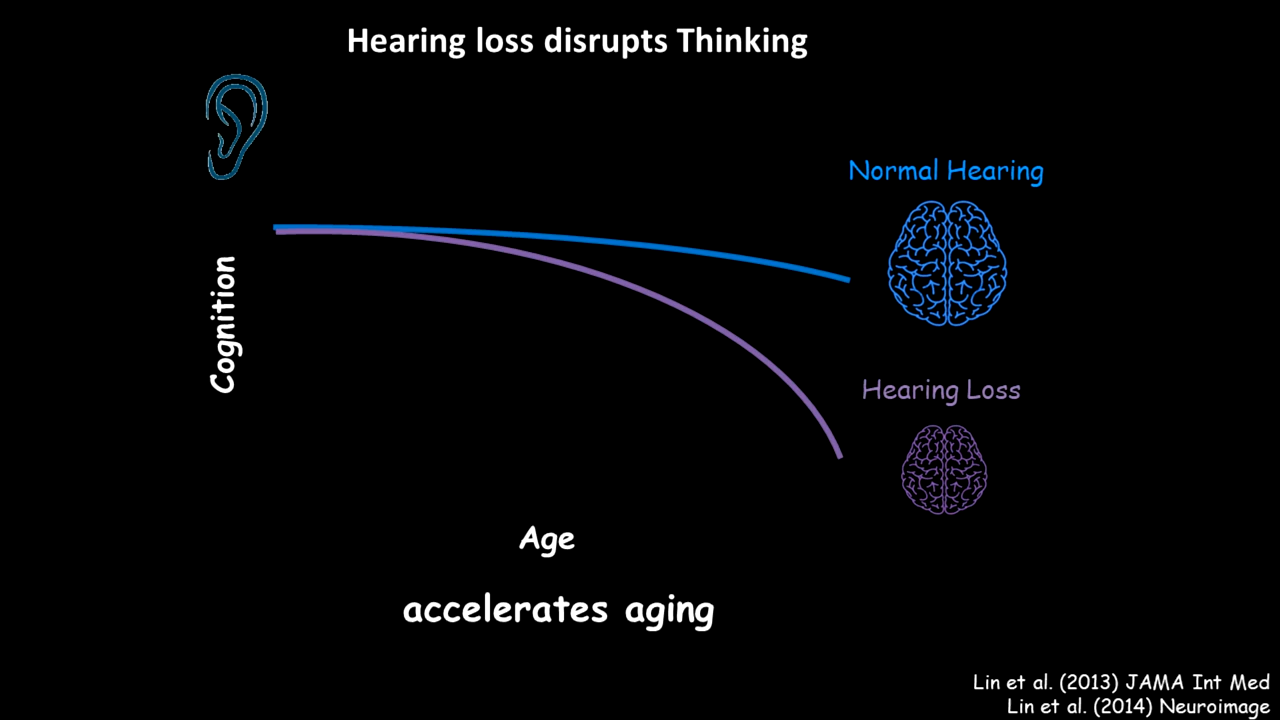 Hearing loss disrupts Thinking
Normal Hearing
Cognition
Hearing Loss
Age
accelerates aging
Lin et al. (2013) JAMA Int Med
Lin et al. (2014) Neuroimage